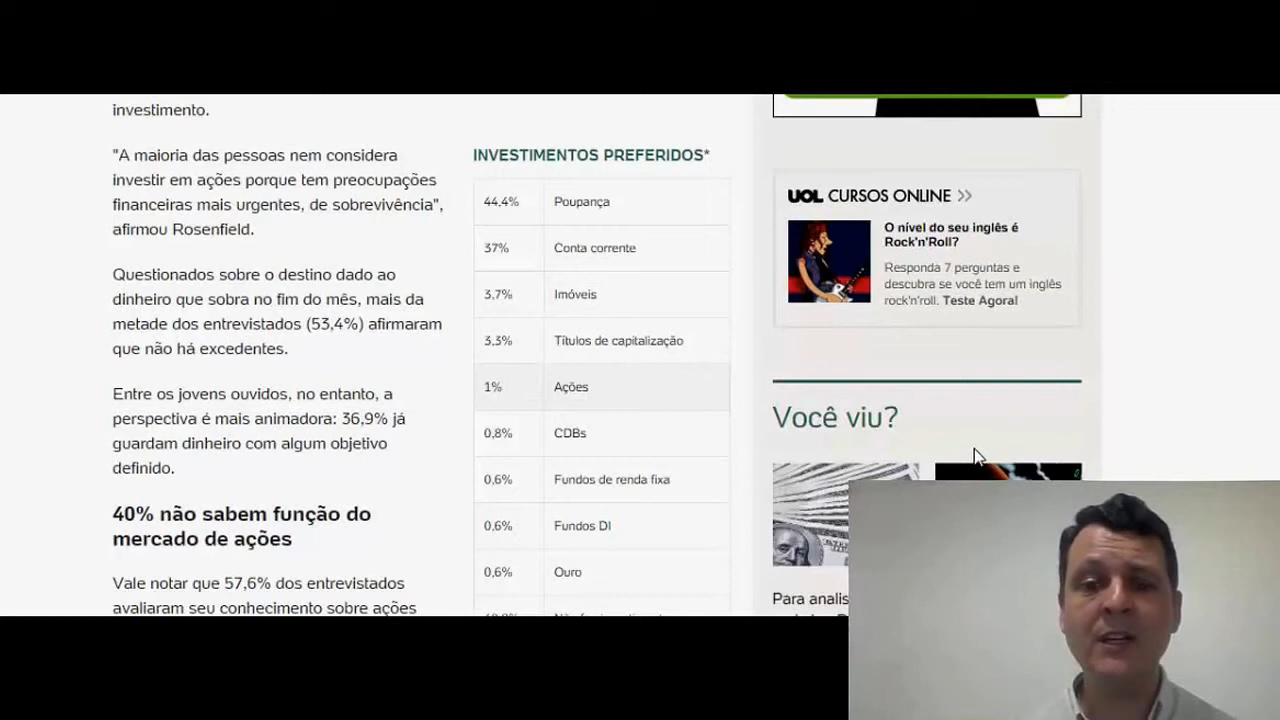 investimento.
"A maioria das pessoas nem considera
investir em ações porque tem preocupações
financeiras mais urgentes, de sobrevivência",
afirmou Rosenfield.
Questionados sobre o destino dado ao
dinheiro que sobra no fim do mês, mais da
metade dos entrevistados (53,4%) afirmaram
que não há excedentes.
Entre os jovens ouvidos, no entanto, a
perspectiva é mais animadora: 36,9% já
guardam dinheiro com algum objetivo
definido.
40% não sabem função do
mercado de ações
Vale notar que 57,6% dos entrevistados
avaliaram seu conhecimento sobre ações
INVESTIMENTOS PREFERIDOS*
44,4% Poupança
37% Conta corrente
3,7% Imóveis
3,3% Títulos de capitalização
1% Ações
0,8% CDBs
0,6% Fundos de renda fixa
0,6% Fundos DI
0,6% Ouro
UOL CURSOS ONLINE >>
O nível do seu inglês é
Rock'n'Roll?
Responda 7 perguntas e
descubra se você tem um inglês
rock'n'roll. Teste Agora!
Você viu?
Para analis